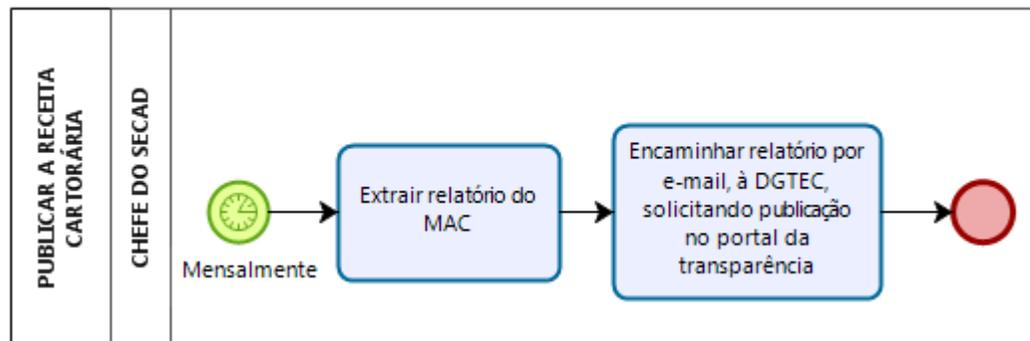 PUBLICAR A RECEITA
CARTORÁRIA
CHEFE DO SECAD
Mensalmente
Extrair relatório do
MAC
Encaminhar relatório por
e-mail, à DGTEC,
solicitando publicação
no portal da
transparência